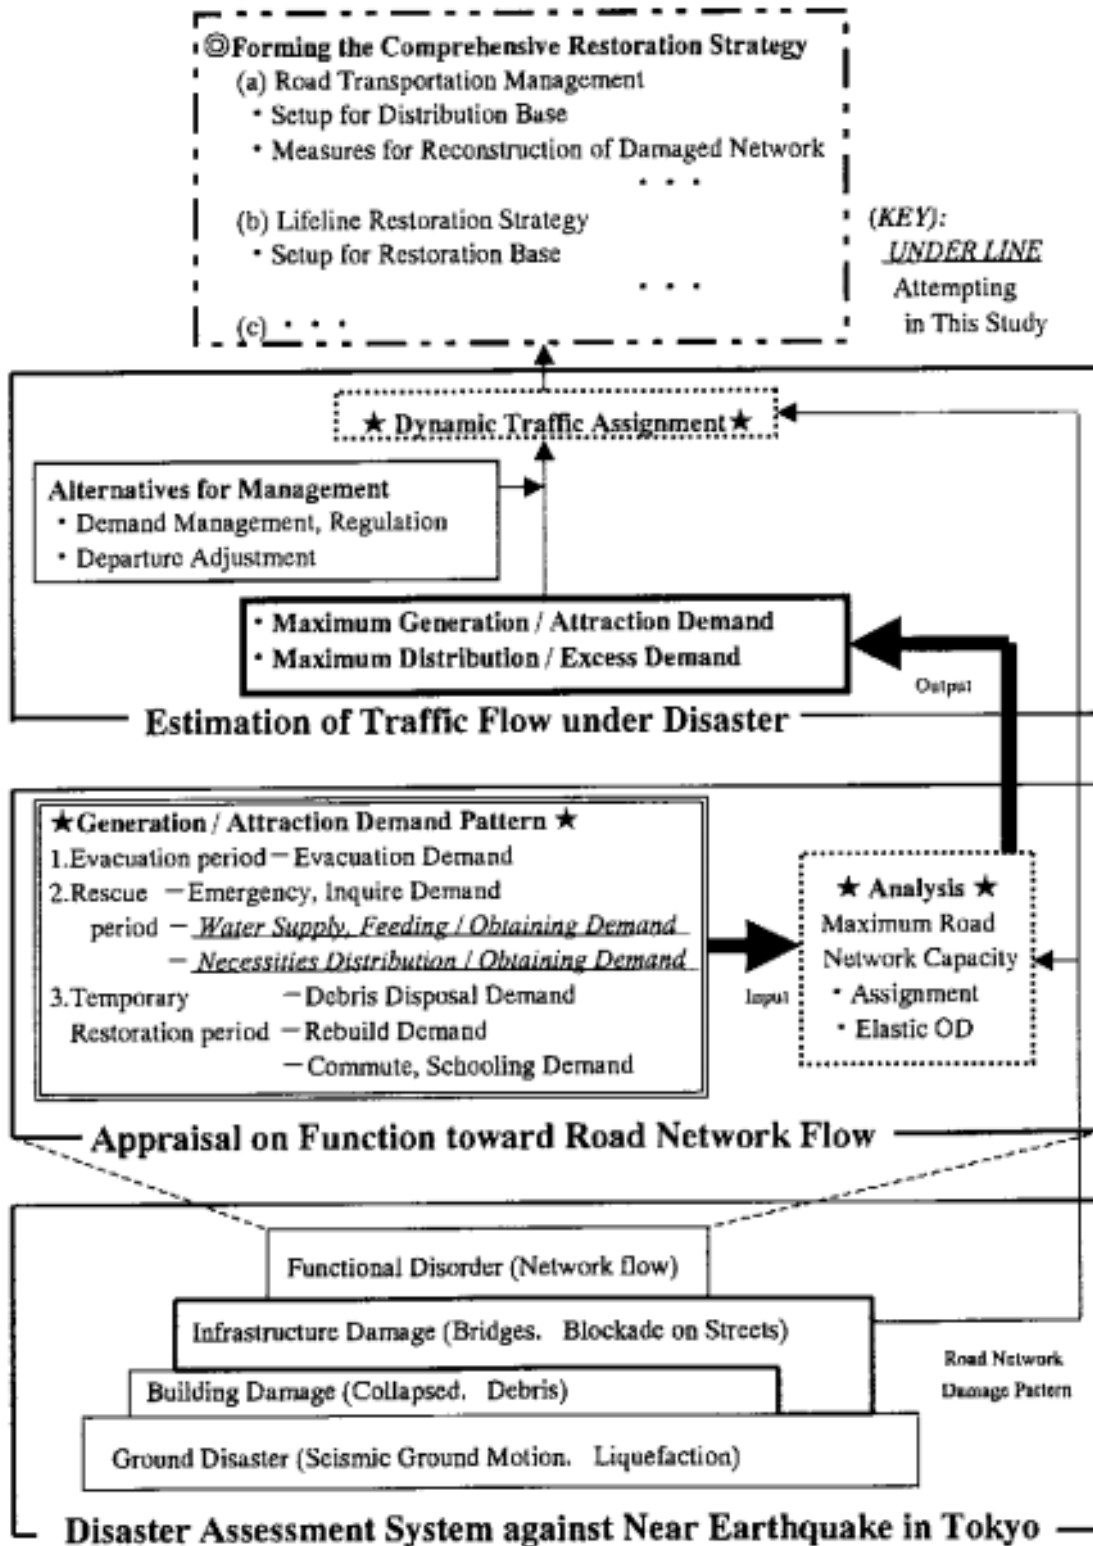 ◎Forming the Comprehensive Restoration Strategy
(a) Road Transportation Management
・Setup for Distribution Base
・Measures for Reconstruction of Damaged Network
・・・
(b) Lifeline Restoration Strategy
・Setup for Restoration Base
・・・
(c) ・・・
(KEY):
UNDER LINE
Attempting
in This Study
★ Dynamic Traffic Assignment★
Alternatives for Management
・Demand Management, Regulation
・Departure Adjustment
・Maximum Generation / Attraction Demand
・Maximum Distribution / Excess Demand
Output
Estimation of Traffic Flow under Disaster
★Generation / Attraction Demand Pattern ★
1.Evacuation period－Evacuation Demand
2.Rescue －Emergency, Inquire Demand
period － Water Supply, Feeding / Obtaining Demand
－ Necessities Distribution / Obtaining Demand
3.Temporary －Debris Disposal Demand
Restoration period －Rebuild Demand
－Commute, Schooling Demand
Input
★ Analysis ★
Maximum Road
Network Capacity
・Assignment
・Elastic OD
Appraisal on Function toward Road Network Flow
Functional Disorder (Network flow)
Infrastructure Damage (Bridges. Blockade on Streets)
Building Damage (Collapsed. Debris)
Ground Disaster (Seismic Ground Motion. Liquefaction)
Road Network
Damage Pattern
Disaster Assessment System against Near Earthquake in Tokyo